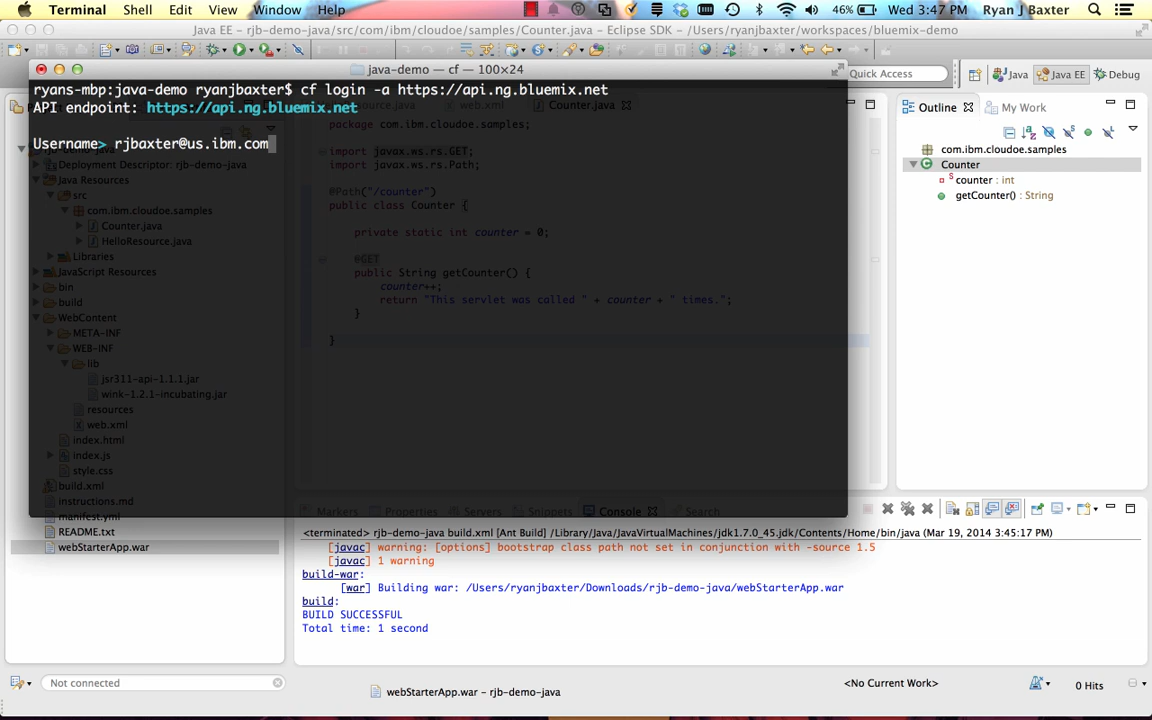 Terminal Shell Edit View Window Help 46% Wed 3:47 PM Ryan J Baxter
Java EE — rjb-demo-java/src/com/ibm/cloudoe/samples/Counter.java — Eclipse SDK — /Users/ryanjbaxter/workspaces/bluemix-demo
java-demo — cf — 100×24
Quick Access
Java
Java EE
Debug
ryans-mbp:java-demo ryanjbaxter$ cf login -a https://api.ng.bluemix.net
API endpoint: https://api.ng.bluemix.net
Username> rjbaxter@us.ibm.com
web.xml
Counter.java
Outline
My Work
com.ibm.cloudoe.samples
Counter
counter : int
getCounter() : String
Deployment Descriptor: rjb-demo-java
Java Resources
src
com.ibm.cloudoe.samples
Counter.java
HelloResource.java
Libraries
JavaScript Resources
bin
build
WebContent
META-INF
WEB-INF
lib
jsr311-api-1.1.1.jar
wink-1.2.1-incubating.jar
resources
web.xml
index.html
index.js
style.css
build.xml
instructions.md
manifest.yml
README.txt
webStarterApp.war
package com.ibm.cloudoe.samples;
import javax.ws.rs.GET;
import javax.ws.rs.Path;
@Path("/counter")
public class Counter {
private static int counter = 0;
@GET
public String getCounter() {
counter++;
return "This servlet was called " + counter + " times.";
}
}
Markers
Properties
Servers
Snippets
Console
Search
<terminated> rjb-demo-java build.xml [Ant Build] /Library/Java/JavaVirtualMachines/jdk1.7.0_45.jdk/Contents/Home/bin/java (Mar 19, 2014 3:45:17 PM)
[javac] warning: [options] bootstrap class path not set in conjunction with -source 1.5
[javac] 1 warning
build-war:
[war] Building war: /Users/ryanjbaxter/Downloads/rjb-demo-java/webStarterApp.war
build:
BUILD SUCCESSFUL
Total time: 1 second
Not connected
webStarterApp.war - rjb-demo-java
<No Current Work>
0 Hits